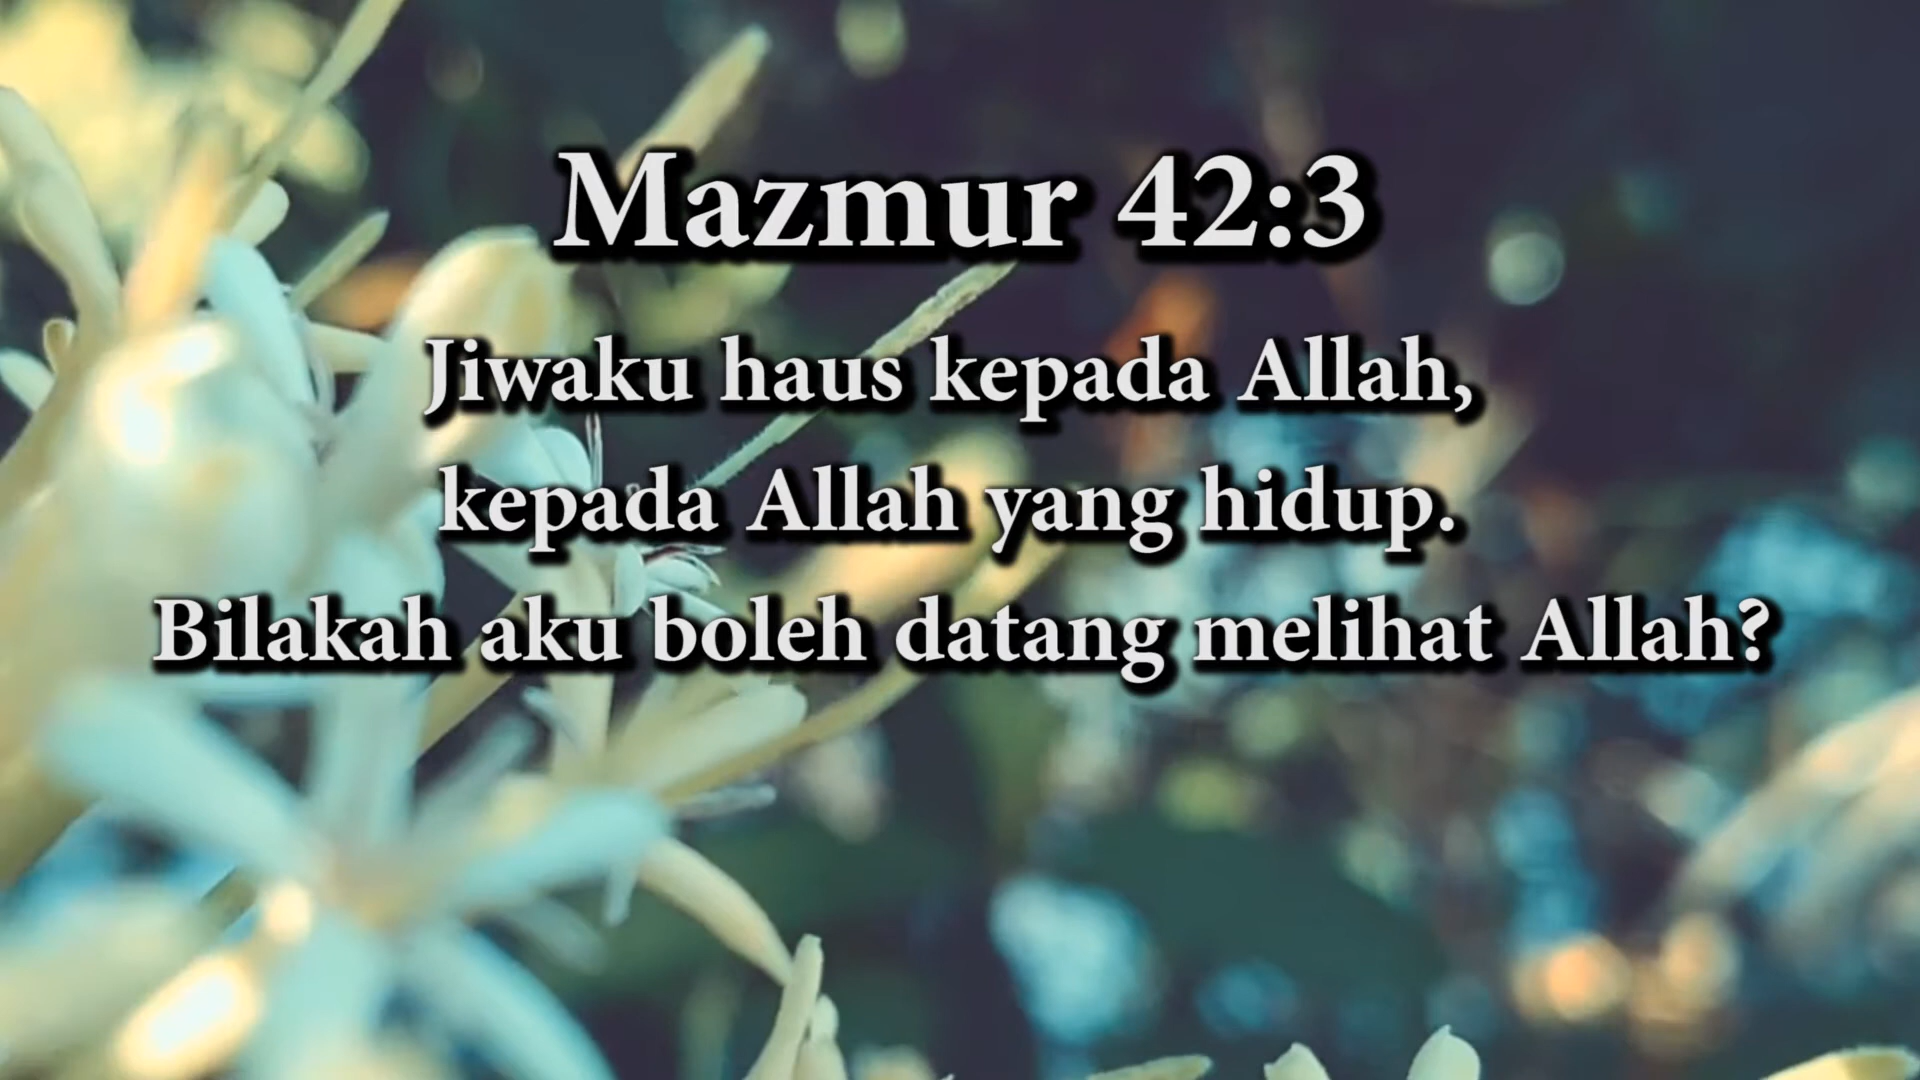 Mazmur 42:3
Jiwaku haus kepada Allah,
kepada Allah yang hidup.
Bilakah aku boleh datang melihat Allah?